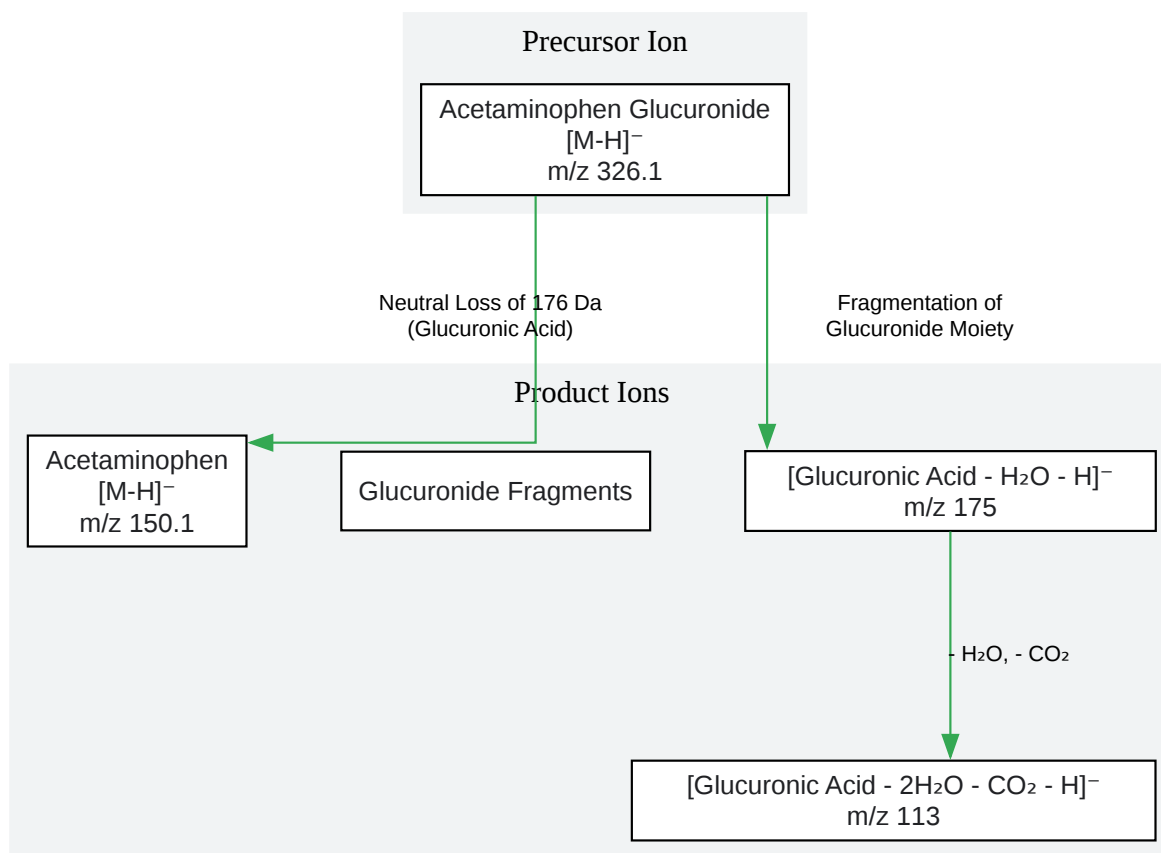 Precursor Ion
Acetaminophen Glucuronide
[M-H]⁻
m/z 326.1
Neutral Loss of 176 Da
(Glucuronic Acid)
Fragmentation of
Glucuronide Moiety
Product Ions
Acetaminophen
[M-H]⁻
m/z 150.1
Glucuronide Fragments
[Glucuronic Acid - H₂O - H]⁻
m/z 175
- H₂O, - CO₂
[Glucuronic Acid - 2H₂O - CO₂ - H]⁻
m/z 113